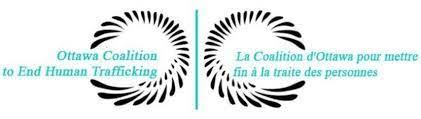 Ottawa Coalition
to End Human Trafficking
La Coalition d'Ottawa pour mettre
fin à la traite des personnes